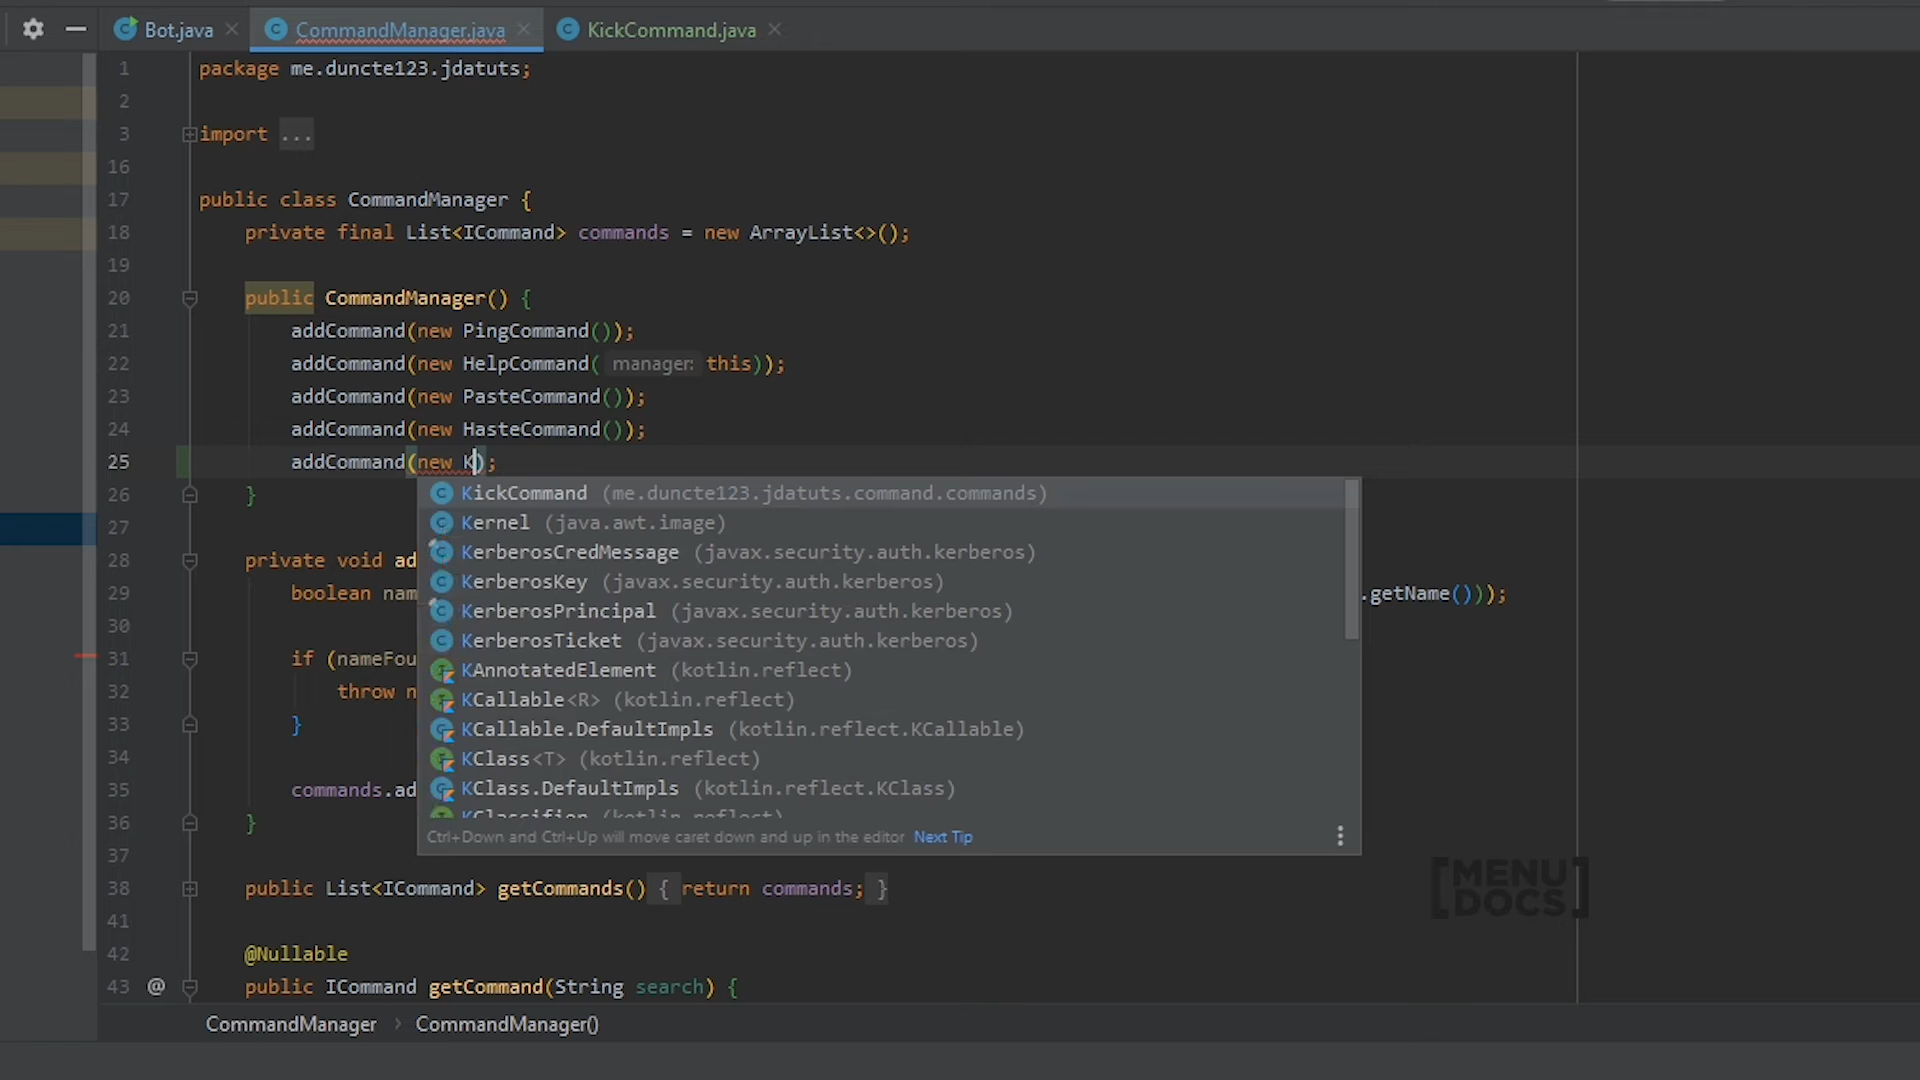 Bot.java CommandManager.java KickCommand.java
1 package me.duncte123.jdatuts;
2
3 import ...
16
17 public class CommandManager {
18 private final List<ICommand> commands = new ArrayList<>();
19
20 public CommandManager() {
21 addCommand(new PingCommand());
22 addCommand(new HelpCommand( manager: this));
23 addCommand(new PasteCommand());
24 addCommand(new HasteCommand());
25 addCommand(new K);
KickCommand (me.duncte123.jdatuts.command.commands)
26 }
Kernel (java.awt.image)
27
KerberosCredMessage (javax.security.auth.kerberos)
28 private void ad
KerberosKey (javax.security.auth.kerberos)
29 boolean nam .getName()));
KerberosPrincipal (javax.security.auth.kerberos)
30
KerberosTicket (javax.security.auth.kerberos)
31 if (nameFou
KAnnotatedElement (kotlin.reflect)
32 throw n
KCallable<R> (kotlin.reflect)
33 }
KCallable.DefaultImpls (kotlin.reflect.KCallable)
34
KClass<T> (kotlin.reflect)
35 commands.ad
KClass.DefaultImpls (kotlin.reflect.KClass)
KClassifier (kotlin.reflect)
36 }
Ctrl+Down and Ctrl+Up will move caret down and up in the editor Next Tip
37
38 public List<ICommand> getCommands() { return commands; }
41
42 @Nullable
43 @ public ICommand getCommand(String search) {
[MENU
DOCS]
CommandManager › CommandManager()